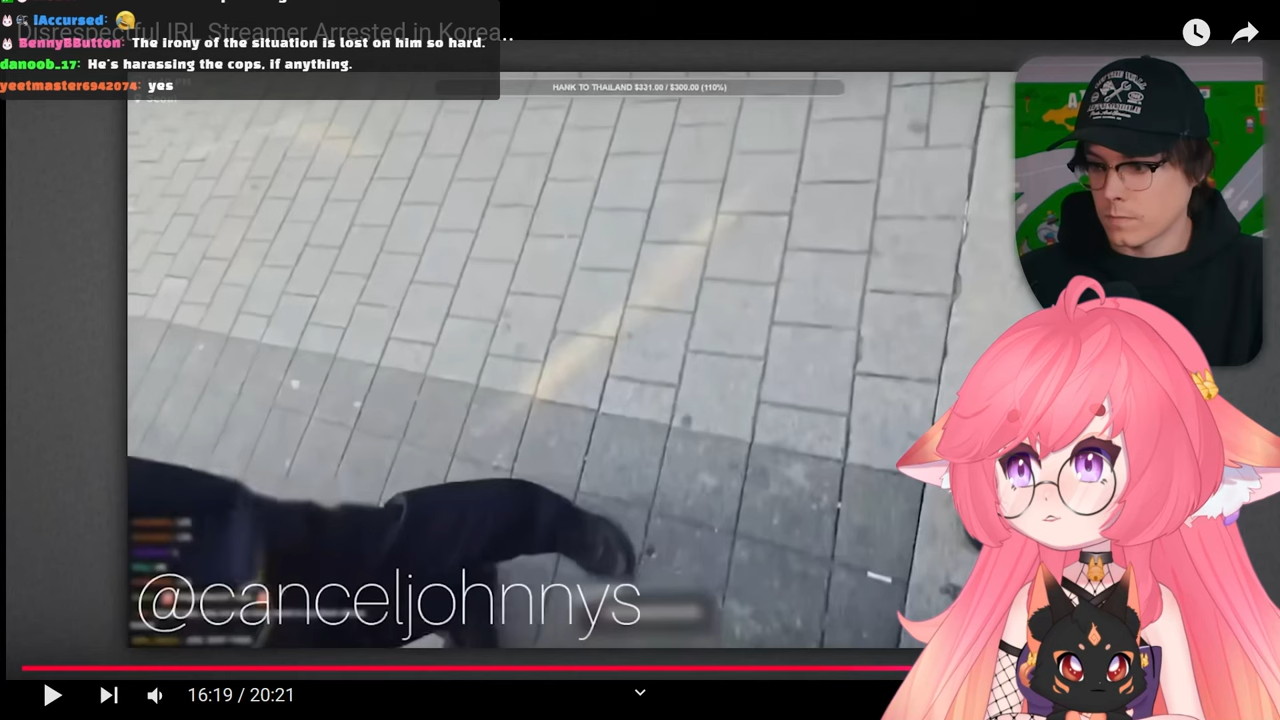 Disrespectful IRL Streamer Arrested in Korea..
lAccursed:
BennyBButton: The irony of the situation is lost on him so hard.
danoob_17: He's harassing the cops, if anything.
yeetmaster6942074: yes
HANK TO THAILAND $331.00 / $300.00 (110%)
@canceljohnnys
16:19 / 20:21